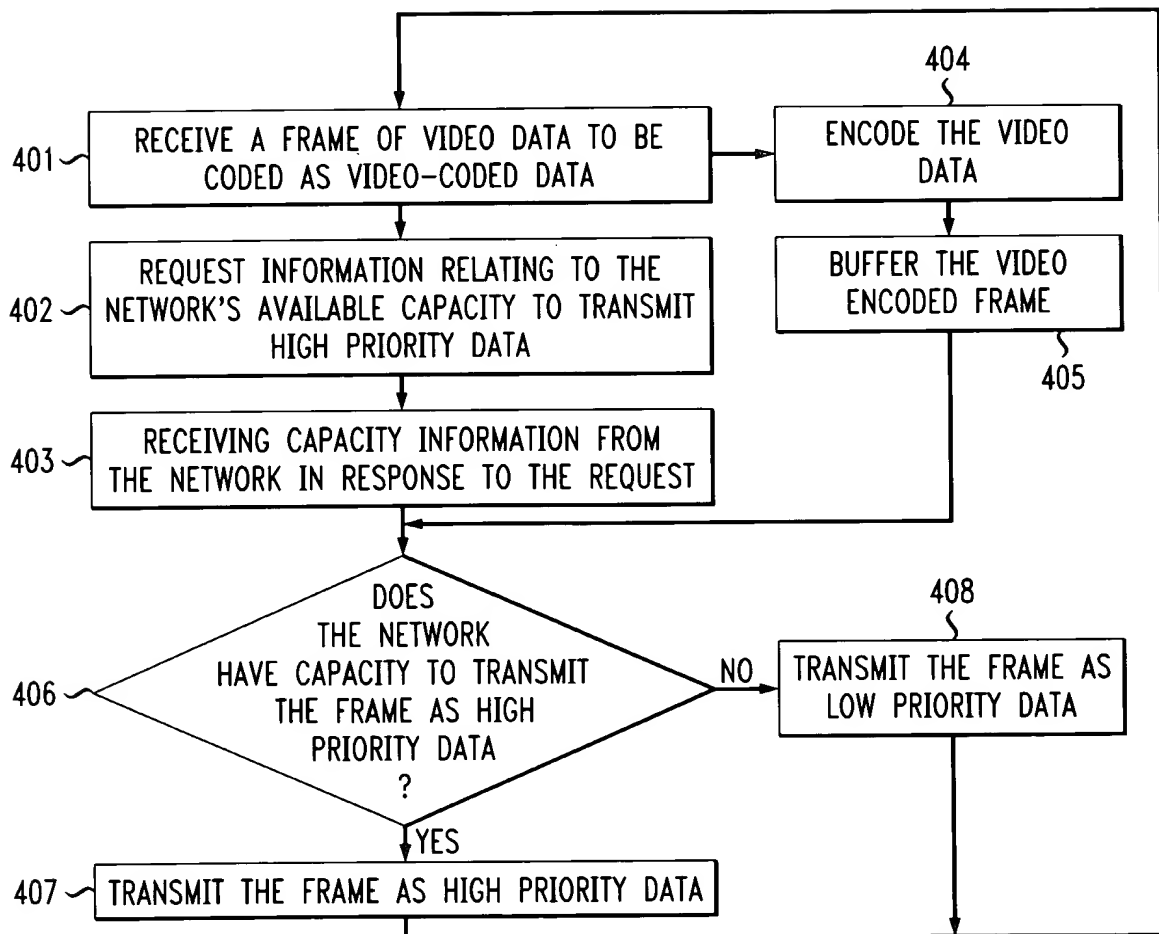 404
401
RECEIVE A FRAME OF VIDEO DATA TO BE
CODED AS VIDEO-CODED DATA
ENCODE THE VIDEO
DATA
402
REQUEST INFORMATION RELATING TO THE
NETWORK'S AVAILABLE CAPACITY TO TRANSMIT
HIGH PRIORITY DATA
BUFFER THE VIDEO
ENCODED FRAME
405
403
RECEIVING CAPACITY INFORMATION FROM
THE NETWORK IN RESPONSE TO THE REQUEST
406
DOES
THE NETWORK
HAVE CAPACITY TO TRANSMIT
THE FRAME AS HIGH
PRIORITY DATA
?
NO
408
TRANSMIT THE FRAME AS
LOW PRIORITY DATA
YES
407
TRANSMIT THE FRAME AS HIGH PRIORITY DATA